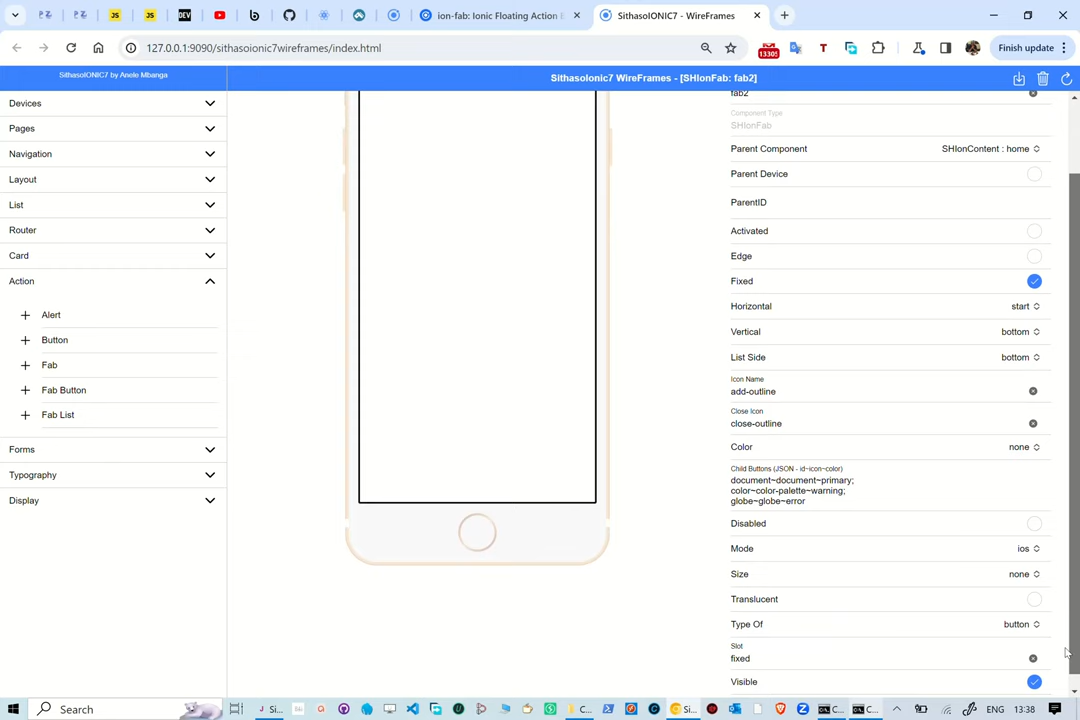 ion-fab: Ionic Floating Action E
SithasoIONIC7 - WireFrames
127.0.0.1:9090/sithasoionic7wireframes/index.html
13305
Finish update
SithasoIONIC7 by Anele Mbanga
SithasoIonic7 WireFrames - [SHIonFab: fab2]
Devices
Pages
Navigation
Layout
List
Router
Card
Action
Alert
Button
Fab
Fab Button
Fab List
Forms
Typography
Display
fab2
Component Type
SHIonFab
Parent Component SHIonContent : home
Parent Device
ParentID
Activated
Edge
Fixed
Horizontal start
Vertical bottom
List Side bottom
Icon Name
add-outline
Close Icon
close-outline
Color none
Child Buttons (JSON - id~icon~color)
document~document~primary;
color~color-palette~warning;
globe~globe~error
Disabled
Mode ios
Size none
Translucent
Type Of button
Slot
fixed
Visible
Search
ENG 13:38